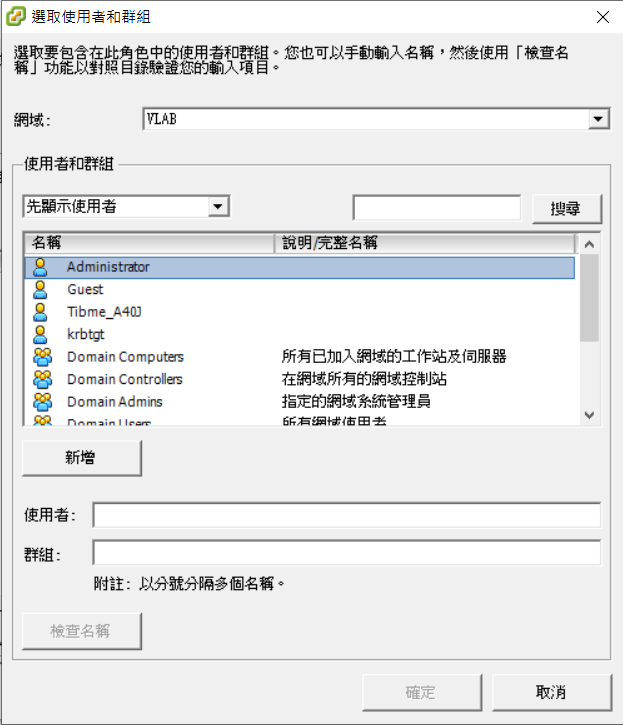 選取使用者和群組
選取要包含在此角色中的使用者和群組。您也可以手動輸入名稱，然後使用「檢查名
稱」功能以對照目錄驗證您的輸入項目。
網域:
VLAB
使用者和群組
先顯示使用者
搜尋
名稱 說明/完整名稱
Administrator
Guest
Tibme_A40J
krbtgt
Domain Computers 所有已加入網域的工作站及伺服器
Domain Controllers 在網域所有的網域控制站
Domain Admins 指定的網域系統管理員
Domain Users 所有網域使用者
新增
使用者:
群組:
附註: 以分號分隔多個名稱。
檢查名稱
確定 取消